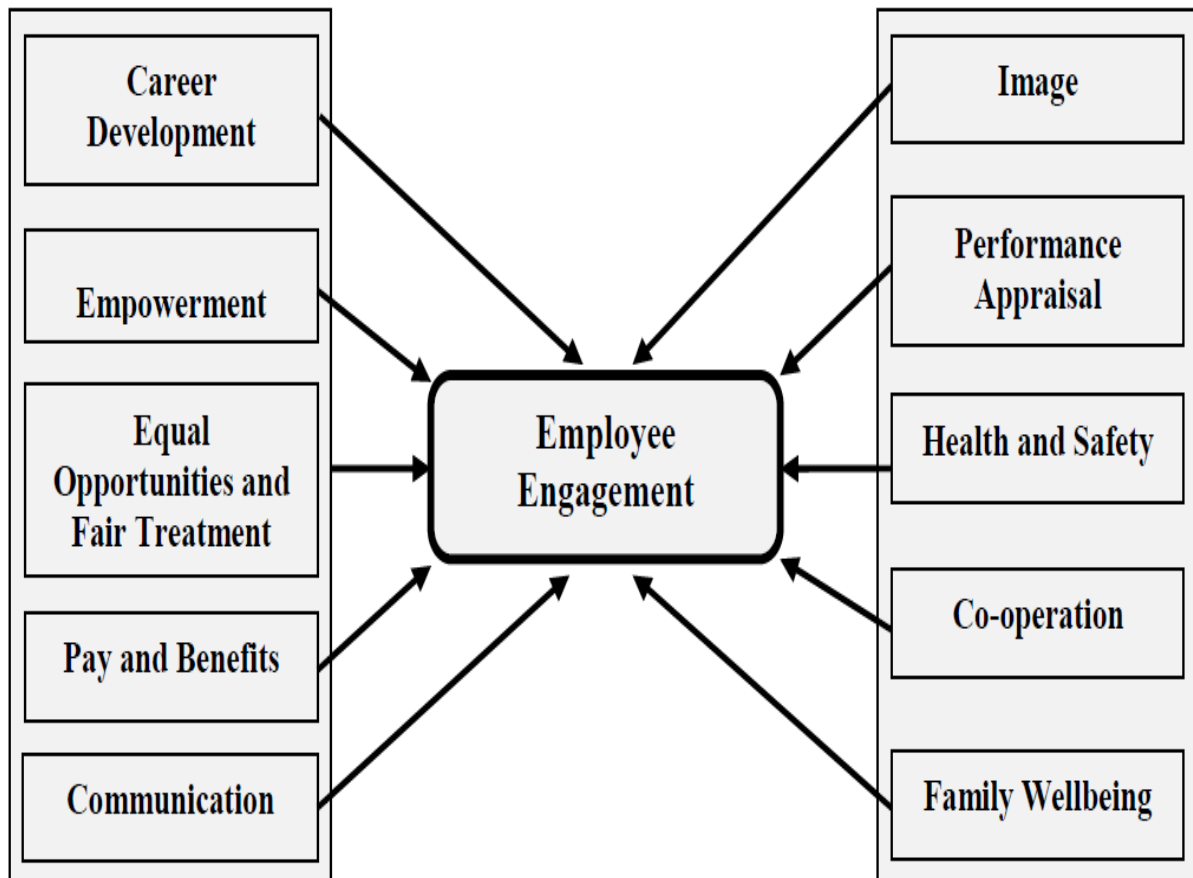 Career
Development
Empowerment
Equal
Opportunities and
Fair Treatment
Pay and Benefits
Communication
Employee
Engagement
Image
Performance
Appraisal
Health and Safety
Co-operation
Family Wellbeing